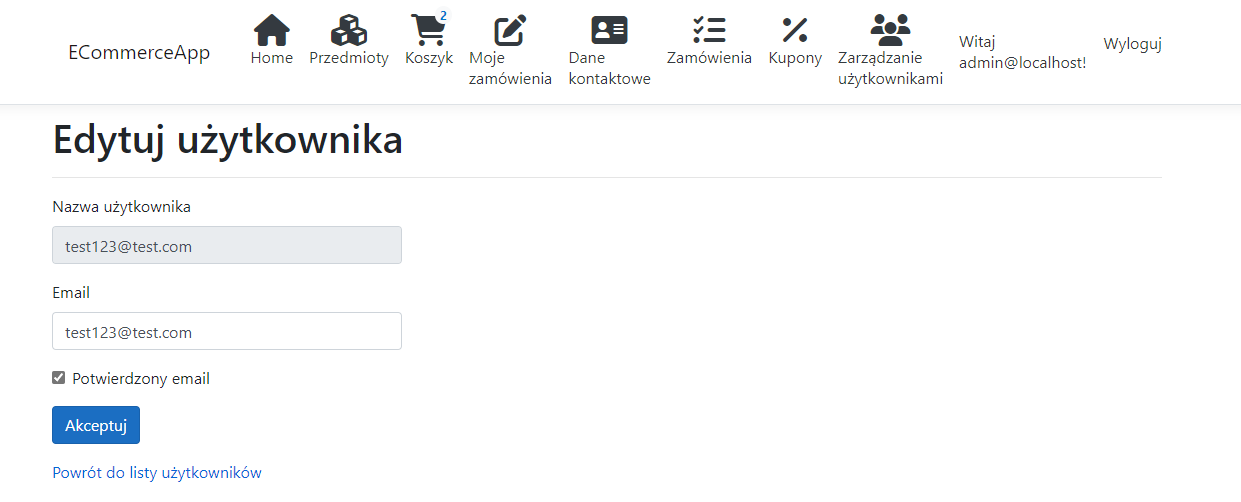 ECommerceApp
Home
Przedmioty
2
Koszyk
Moje
zamówienia
Dane
kontaktowe
Zamówienia
Kupony
Zarządzanie
użytkownikami
Witaj
admin@localhost!
Wyloguj
Edytuj użytkownika
Nazwa użytkownika
test123@test.com
Email
test123@test.com
Potwierdzony email
Akceptuj
Powrót do listy użytkowników